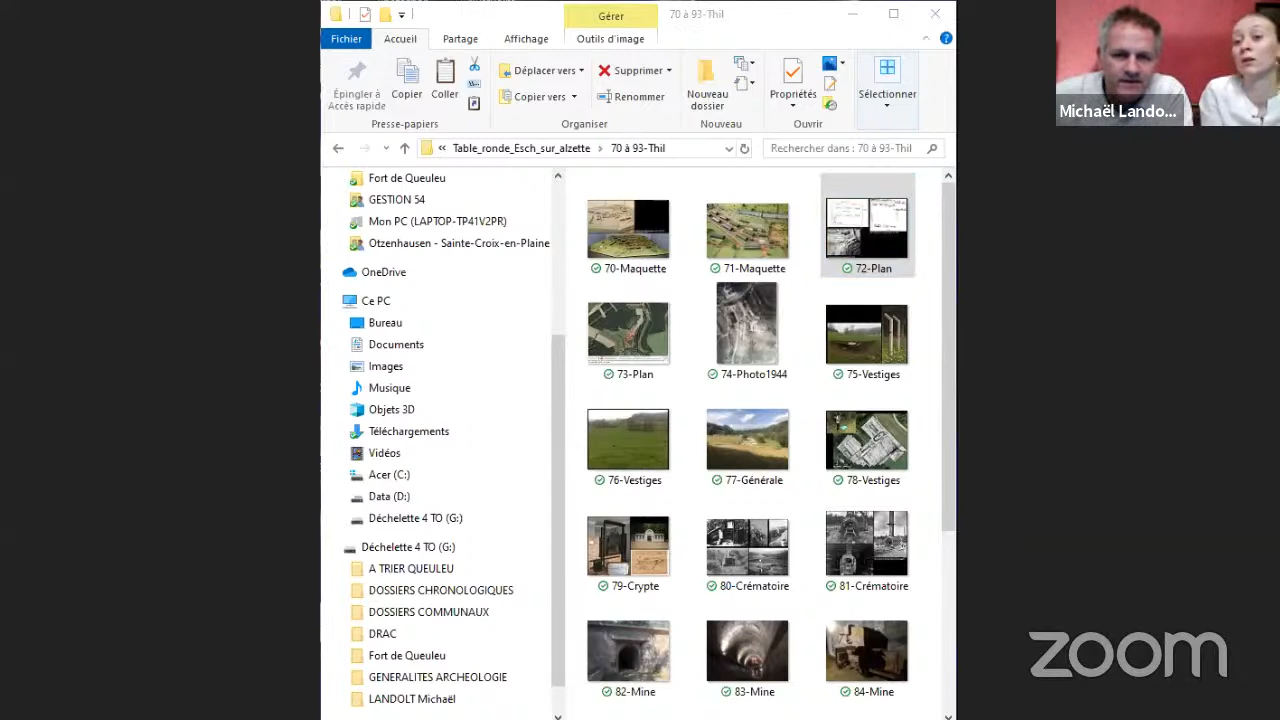 Gérer
70 à 93-Thil
Fichier
Accueil
Partage
Affichage
Outils d'image
Épingler à
Accès rapide
Copier
Coller
Presse-papier
Déplacer vers
Copier vers
Supprimer
Renommer
Organiser
Nouveau
dossier
Nouveau
Propriétés
Ouvrir
Sélectionner
« Table_ronde_Esch_sur_alzette > 70 à 93-Thil
Rechercher dans : 70 à 93-Thil
Fort de Queuleu
GESTION 54
Mon PC (LAPTOP-TP41V2PR)
Otzenhausen - Sainte-Croix-en-Plaine
OneDrive
Ce PC
Bureau
Documents
Images
Musique
Objets 3D
Téléchargements
Vidéos
Acer (C:)
Data (D:)
Déchelette 4 TO (G:)
Déchelette 4 TO (G:)
A TRIER QUEULEU
DOSSIERS CHRONOLOGIQUES
DOSSIERS COMMUNAUX
DRAC
Fort de Queuleu
GENERALITES ARCHEOLOGIE
LANDOLT Michaël
70-Maquette
71-Maquette
72-Plan
73-Plan
74-Photo1944
75-Vestiges
76-Vestiges
77-Générale
78-Vestiges
79-Crypte
80-Crématoire
81-Crématoire
82-Mine
83-Mine
84-Mine
Michaël Lando...
zoom